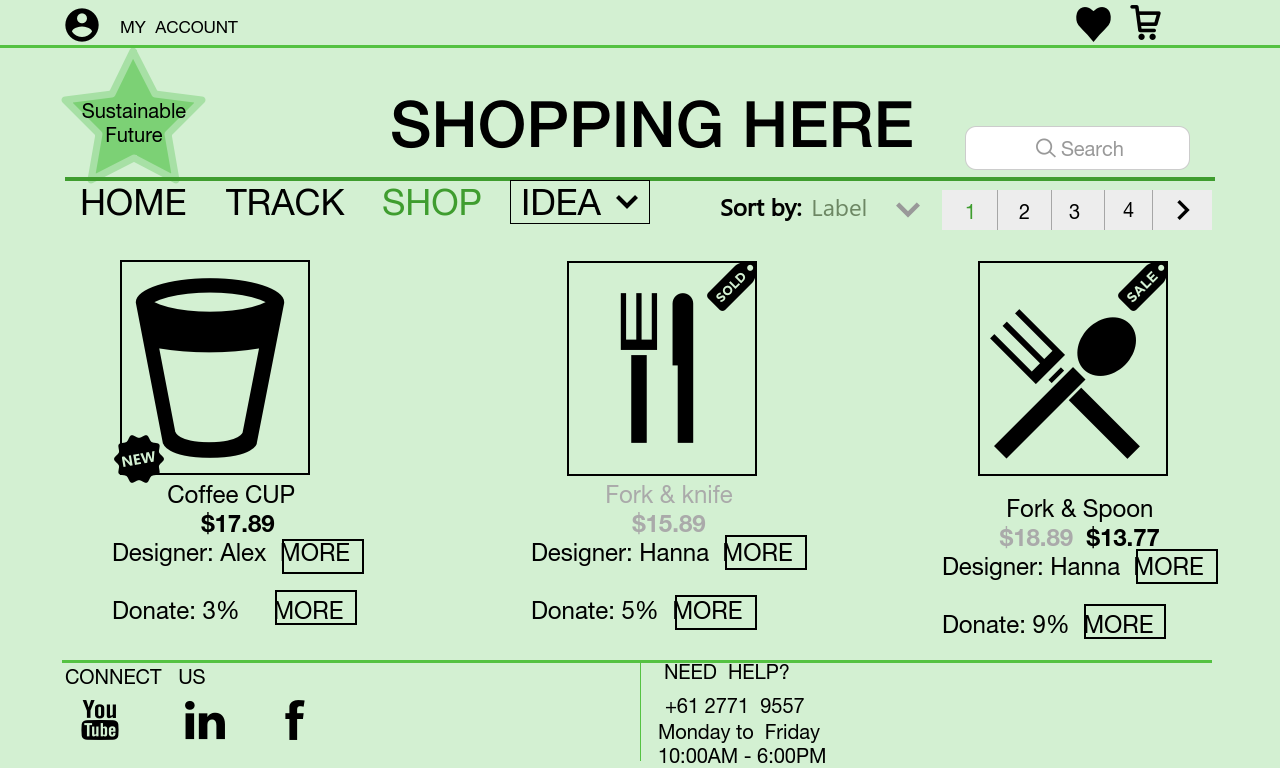 MY ACCOUNT
Sustainable
Future
SHOPPING HERE
Search
HOME TRACK SHOP IDEA
Sort by: Label
1 2 3 4
NEW
Coffee CUP
$17.89
Designer: Alex MORE
Donate: 3% MORE
SOLD
Fork & knife
$15.89
Designer: Hanna MORE
Donate: 5% MORE
SALE
Fork & Spoon
$18.89 $13.77
Designer: Hanna MORE
Donate: 9% MORE
CONNECT US
You
Tube
in
f
NEED HELP?
+61 2771 9557
Monday to Friday
10:00AM - 6:00PM